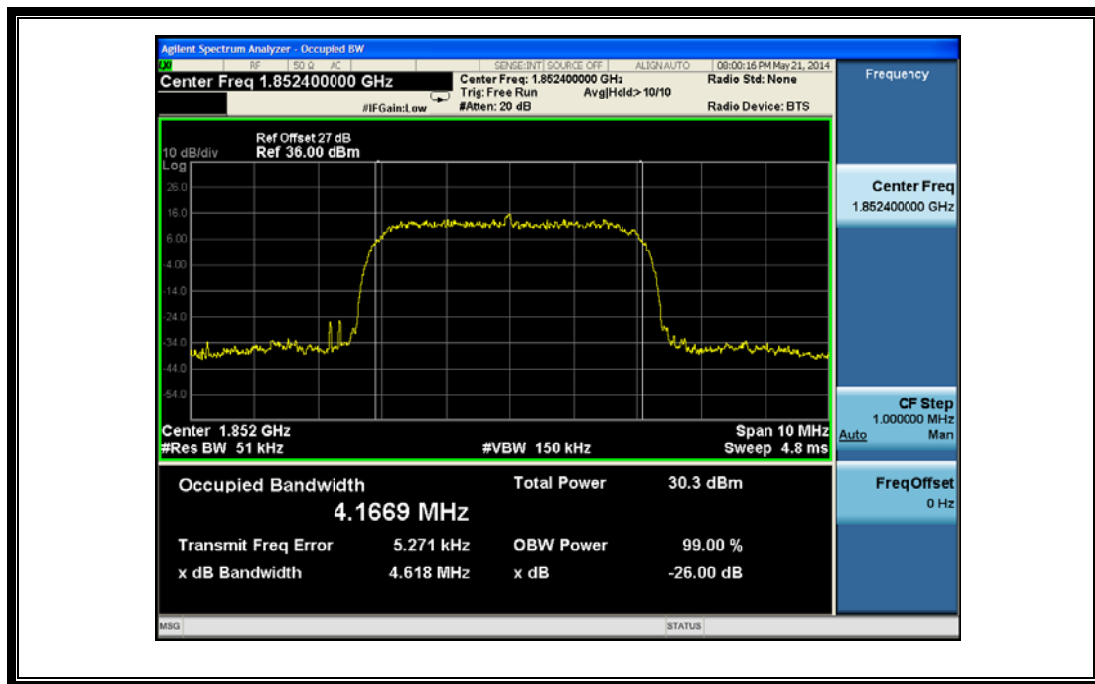 Agilent Spectrum Analyzer - Occupied BW
LXI RF 50 Ω AC SENSE:INT SOURCE OFF ALIGN AUTO 08:00:16 PM May 21, 2014
Center Freq 1.852400000 GHz
Center Freq: 1.852400000 GHz
Radio Std: None
Trig: Free Run Avg|Hold:> 10/10
#IFGain:Low #Atten: 20 dB Radio Device: BTS
Ref Offset 27 dB
10 dB/div Ref 36.00 dBm
Log
26.0
16.0
6.00
-4.00
-14.0
-24.0
-34.0
-44.0
-54.0
Center 1.852 GHz Span 10 MHz
#Res BW 51 kHz #VBW 150 kHz Sweep 4.8 ms
Occupied Bandwidth Total Power 30.3 dBm
4.1669 MHz
Transmit Freq Error 5.271 kHz OBW Power 99.00 %
x dB Bandwidth 4.618 MHz x dB -26.00 dB
MSG STATUS
Frequency
Center Freq
1.852400000 GHz
CF Step
1.000000 MHz
Auto Man
Freq Offset
0 Hz